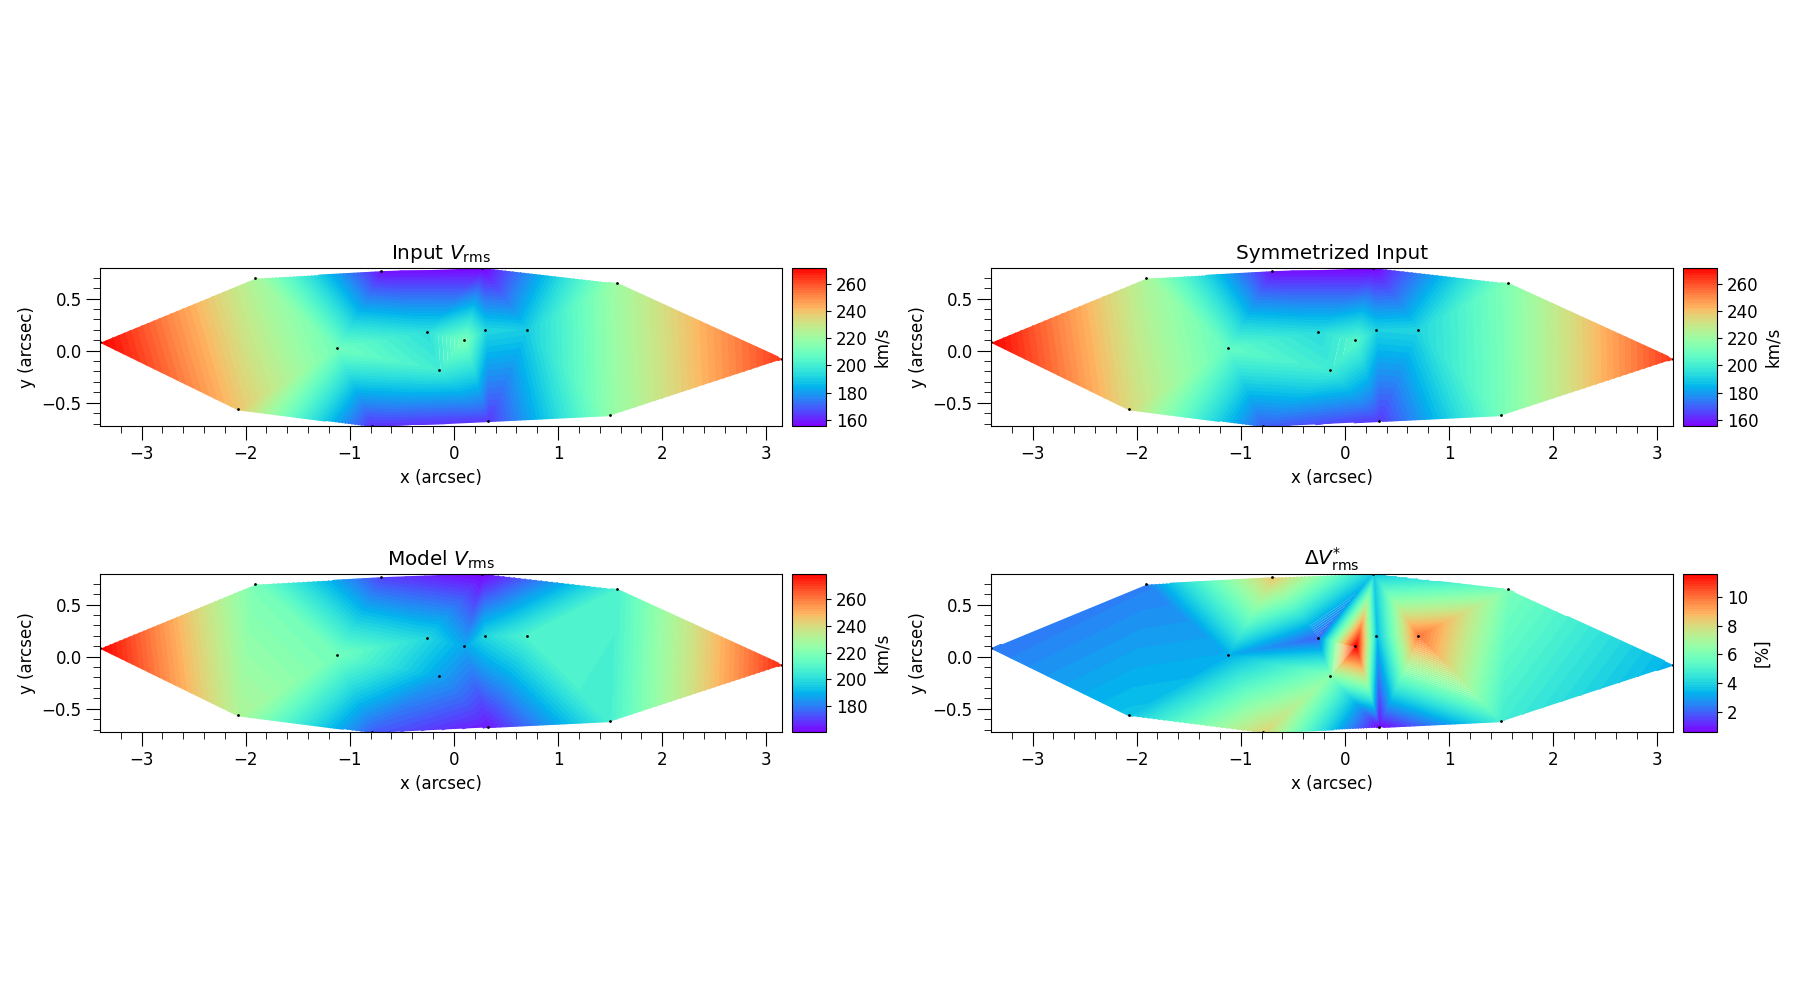 Input V_rms
Symmetrized Input
y (arcsec)
0.5
0.0
−0.5
−3 −2 −1 0 1 2 3
x (arcsec)
260
240
220
200
180
160
km/s
y (arcsec)
0.5
0.0
−0.5
−3 −2 −1 0 1 2 3
x (arcsec)
260
240
220
200
180
160
km/s
Model V_rms
ΔV*_rms
y (arcsec)
0.5
0.0
−0.5
−3 −2 −1 0 1 2 3
x (arcsec)
260
240
220
200
180
km/s
y (arcsec)
0.5
0.0
−0.5
−3 −2 −1 0 1 2 3
x (arcsec)
10
8
6
4
2
[%]